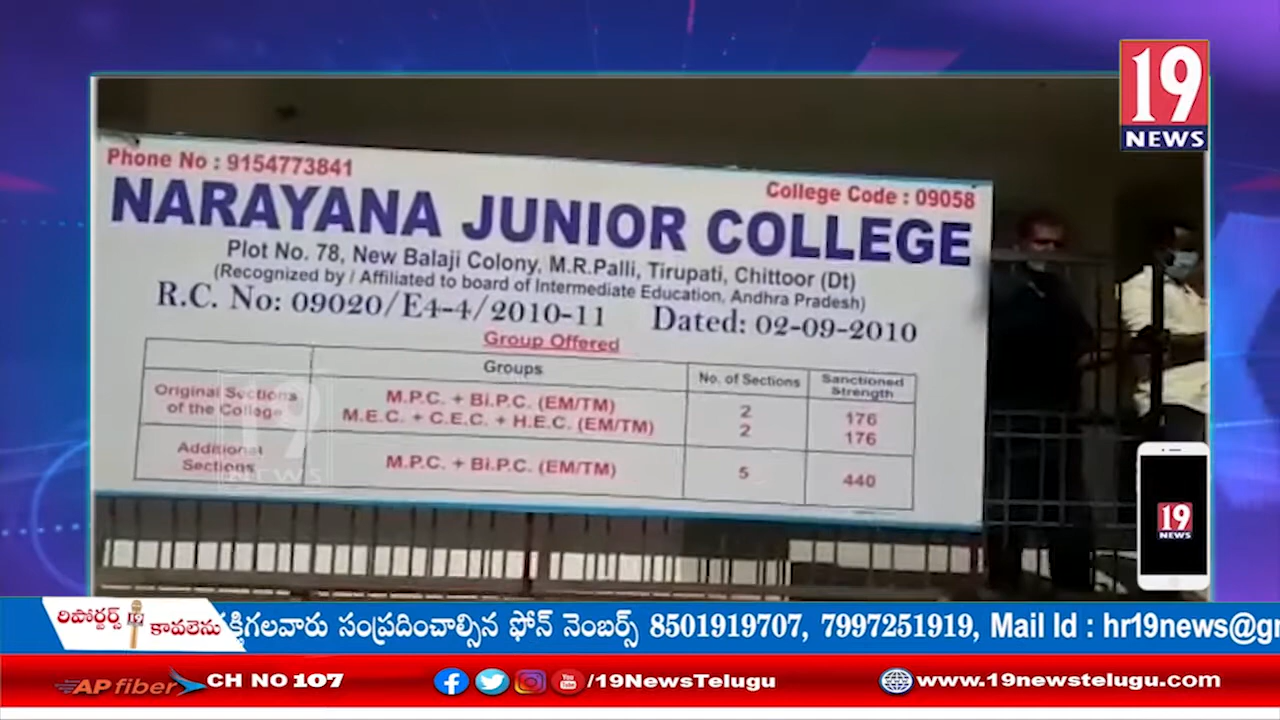 19
NEWS
Phone No : 9154773841
College Code : 09058
NARAYANA JUNIOR COLLEGE
Plot No. 78, New Balaji Colony, M.R.Palli, Tirupati, Chittoor (Dt)
(Recognized by / Affiliated to board of Intermediate Education, Andhra Pradesh)
R.C. No: 09020/E4-4/2010-11 Dated: 02-09-2010
Group Offered
Groups No. of Sections Sanctioned Strength
Original Sections of the College M.P.C. + Bi.P.C. (EM/TM) 2 176
M.E.C. + C.E.C. + H.E.C. (EM/TM) 2 176
Additional Sections M.P.C. + Bi.P.C. (EM/TM) 5 440
19
NEWS
19
NEWS
రిపోర్టర్స్ 19 కావలెను
క్తిగలవారు సంప్రదించాల్సిన ఫోన్ నెంబర్స్ 8501919707, 7997251919, Mail Id : hr19news@gm
AP fiber CH NO 107 /19NewsTelugu www.19newstelugu.com